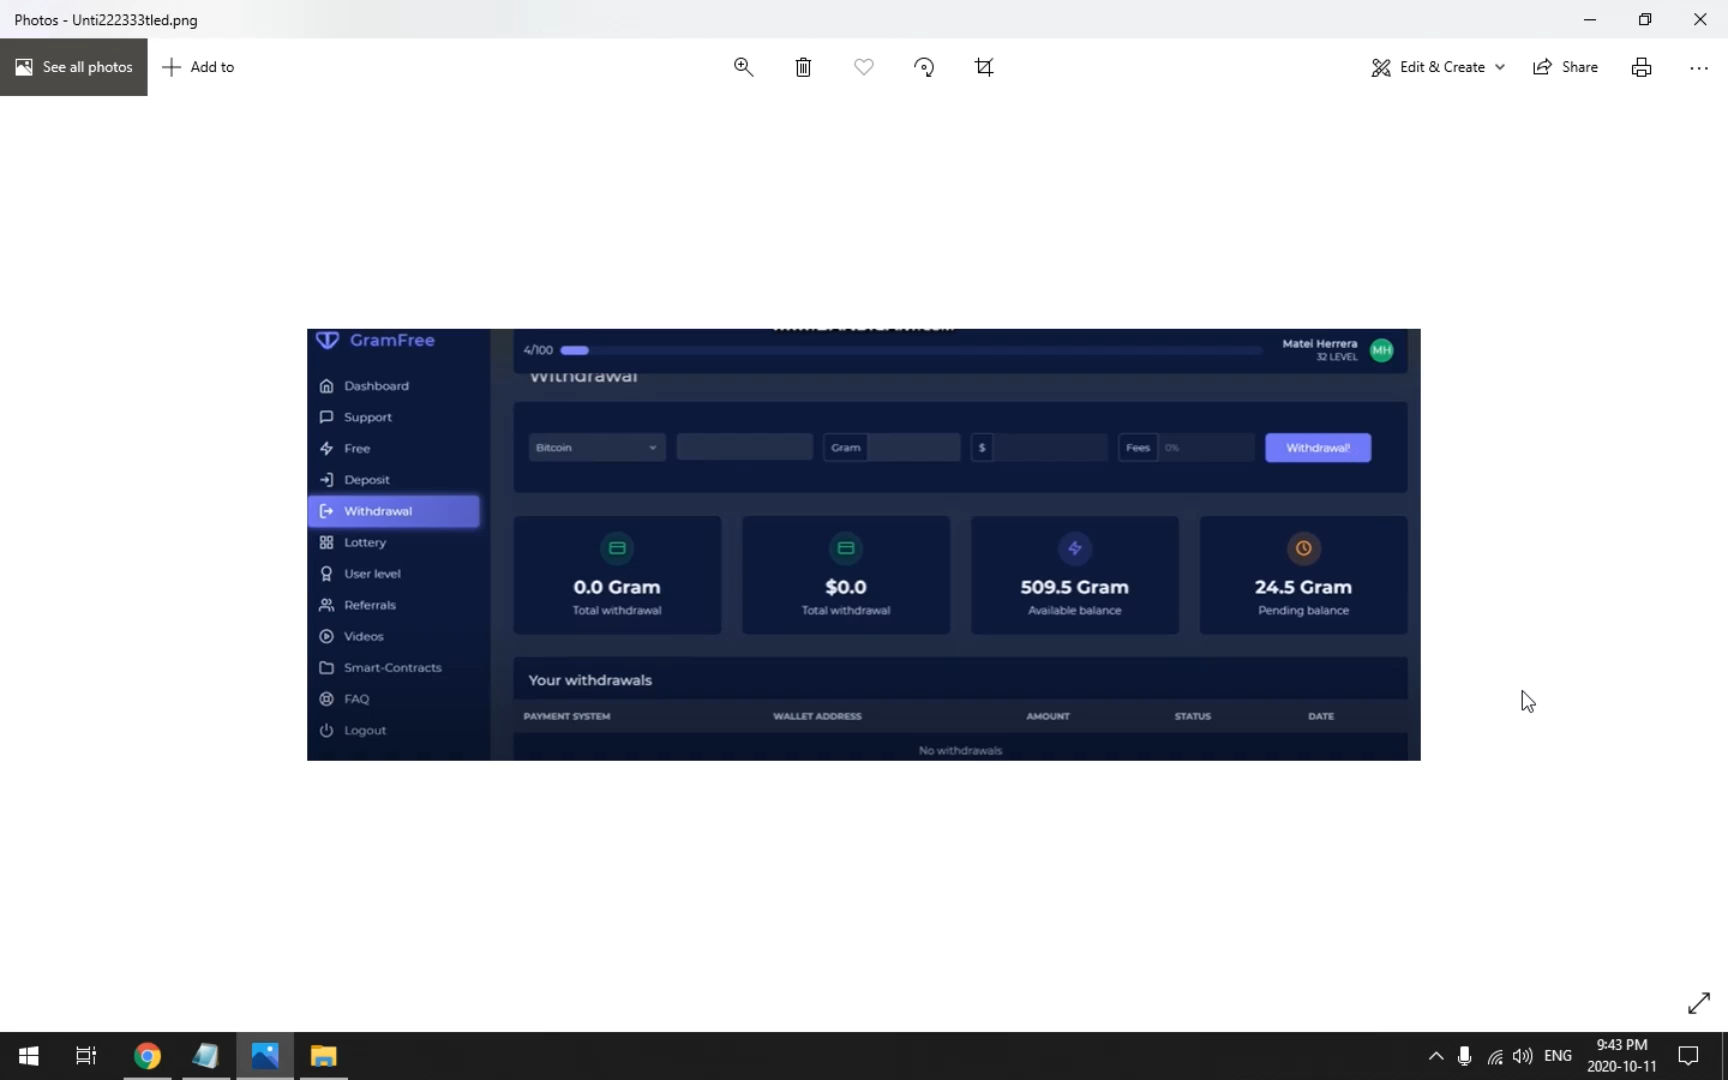 Photos - Unti222333tled.png
See all photos
Add to
Edit & Create
Share
GramFree
4/100
Matei Herrera
32 LEVEL
MH
Withdrawal
Dashboard
Support
Free
Deposit
Withdrawal
Lottery
User level
Referrals
Videos
Smart-Contracts
FAQ
Logout
Bitcoin
Gram
$
Fees
0%
Withdrawal!
0.0 Gram
Total withdrawal
$0.0
Total withdrawal
509.5 Gram
Available balance
24.5 Gram
Pending balance
Your withdrawals
PAYMENT SYSTEM
WALLET ADDRESS
AMOUNT
STATUS
DATE
No withdrawals
ENG
9:43 PM
2020-10-11